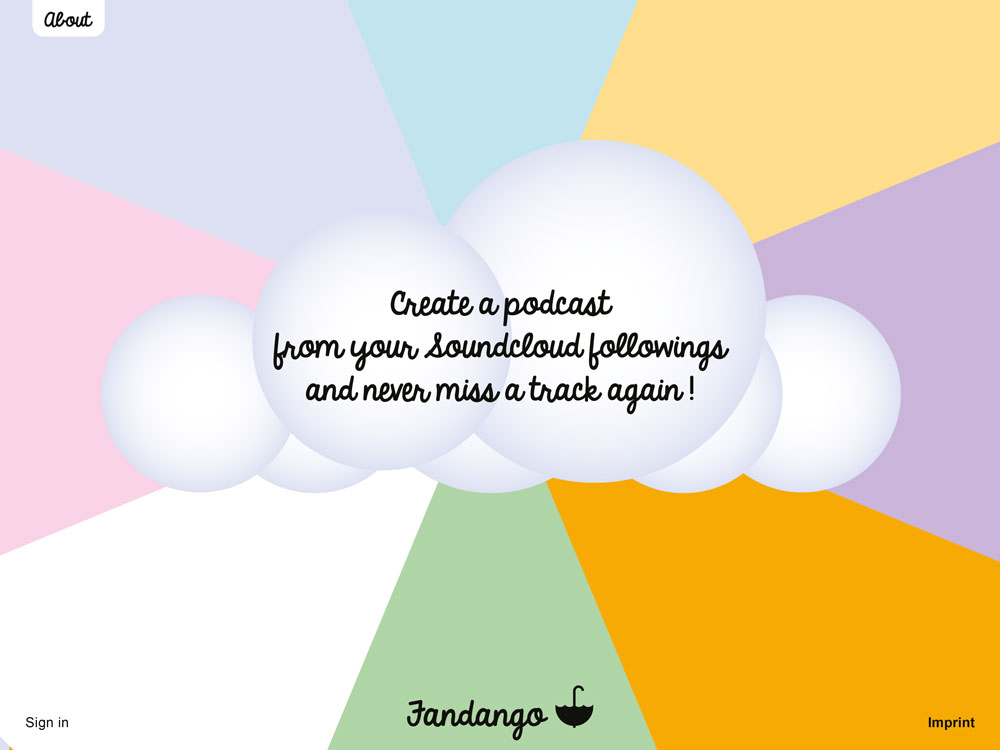 About
Create a podcast
from your Soundcloud followings
and never miss a track again!
Fandango
Sign in
Imprint